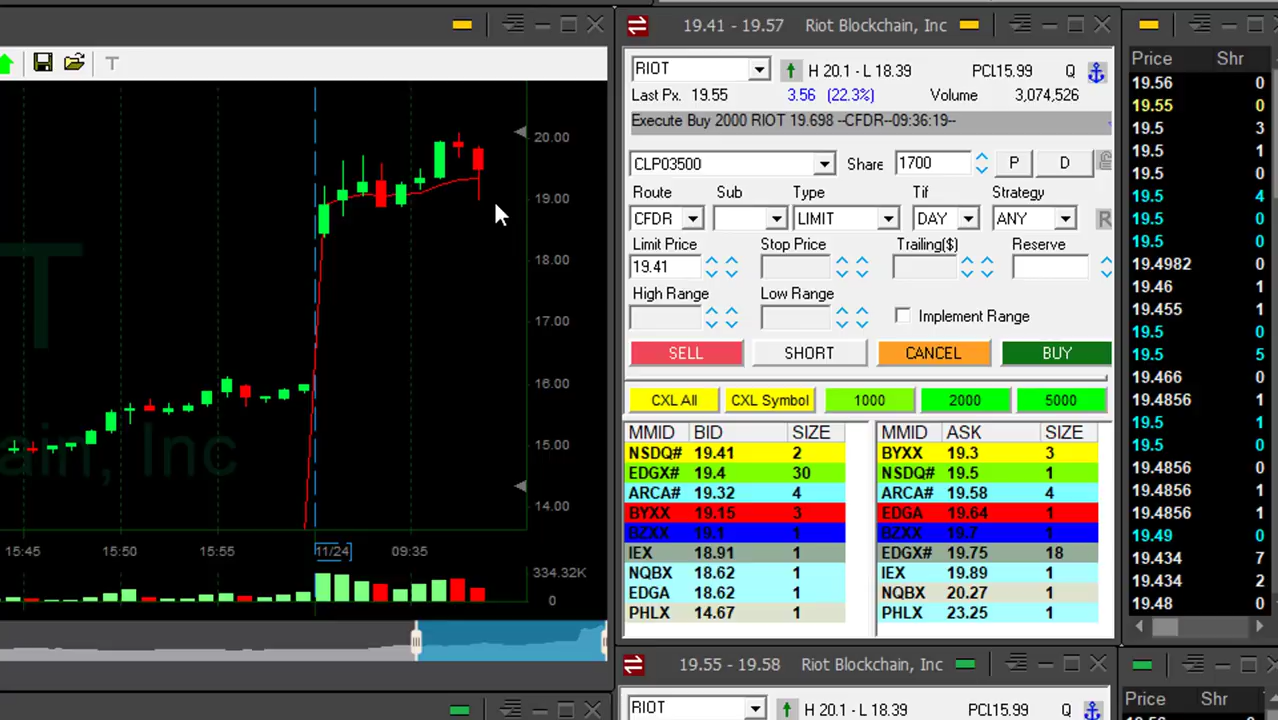 19.41 - 19.57 Riot Blockchain, Inc
RIOT H 20.1 - L 18.39 PCL15.99 Q
Last Px. 19.55 3.56 (22.3%) Volume 3,074,526
Execute Buy 2000 RIOT 19.698 --CFDR--09:36:19--
CLP03500 Share 1700 P D
Route Sub Type Tif Strategy
CFDR LIMIT DAY ANY R
Limit Price Stop Price Trailing($) Reserve
19.41
High Range Low Range
Implement Range
SELL SHORT CANCEL BUY
CXL All CXL Symbol 1000 2000 5000
MMID BID SIZE MMID ASK SIZE
NSDQ# 19.41 2 BYXX 19.3 3
EDGX# 19.4 30 NSDQ# 19.5 1
ARCA# 19.32 4 ARCA# 19.58 4
BYXX 19.15 3 EDGA 19.64 1
BZXX 19.1 1 BZXX 19.7 1
IEX 18.91 1 EDGX# 19.75 18
NQBX 18.62 1 IEX 19.89 1
EDGA 18.62 1 NQBX 20.27 1
PHLX 14.67 1 PHLX 23.25 1
T
20.00
19.00
18.00
17.00
16.00
15.00
14.00
T
ain, Inc
15:45 15:50 15:55 11/24 09:35
334.32K
0
Price Shr
19.56 0
19.55 0
19.5 3
19.5 1
19.5 0
19.5 4
19.5 0
19.5 0
19.4982 0
19.46 1
19.455 1
19.5 0
19.5 5
19.466 0
19.4856 1
19.5 1
19.5 1
19.4856 0
19.4856 1
19.4856 1
19.49 0
19.434 7
19.434 2
19.48 0
19.55 - 19.58 Riot Blockchain, Inc
RIOT H 20.1 - L 18.39 PCL15.99 Q
Price Shr